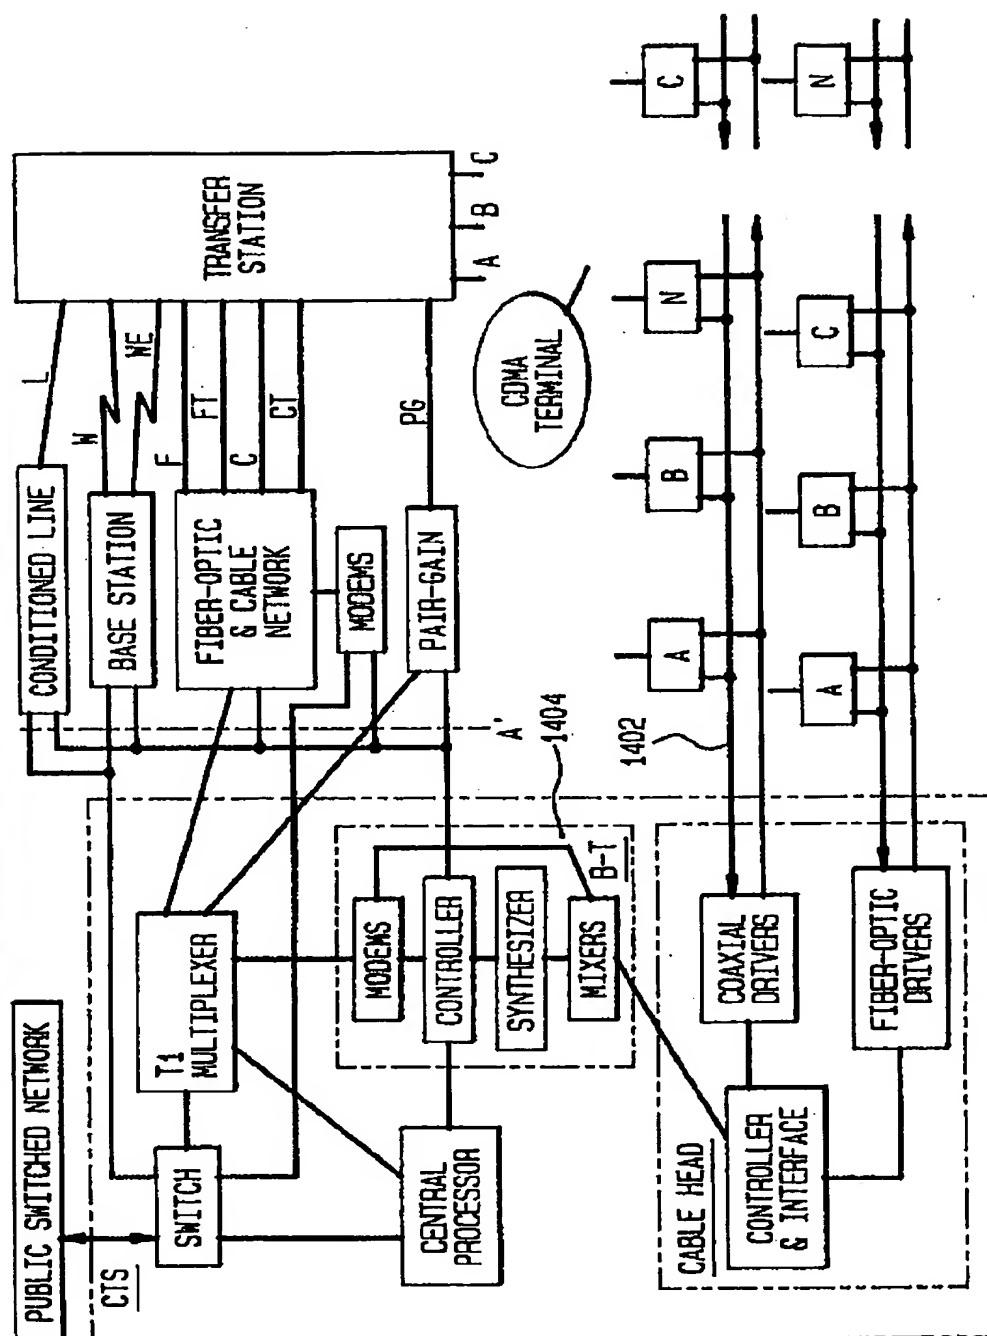 PUBLIC SWITCHED NETWORK
CTS
SWITCH
T1
MULTIPLEXER
CENTRAL
PROCESSOR
MODEMS
CONTROLLER
SYNTHESIZER
MIXERS
B-T
1404
A'
CONDITIONED LINE
BASE STATION
FIBER-OPTIC
& CABLE
NETWORK
MODEMS
PAIR-GAIN
L
W
WE
F
FT
C
CT
PG
TRANSFER
STATION
A
B
C
CDMA
TERMINAL
CABLE HEAD
CONTROLLER
& INTERFACE
COAXIAL
DRIVERS
FIBER-OPTIC
DRIVERS
1402
A
B
N
C
A
B
C
N